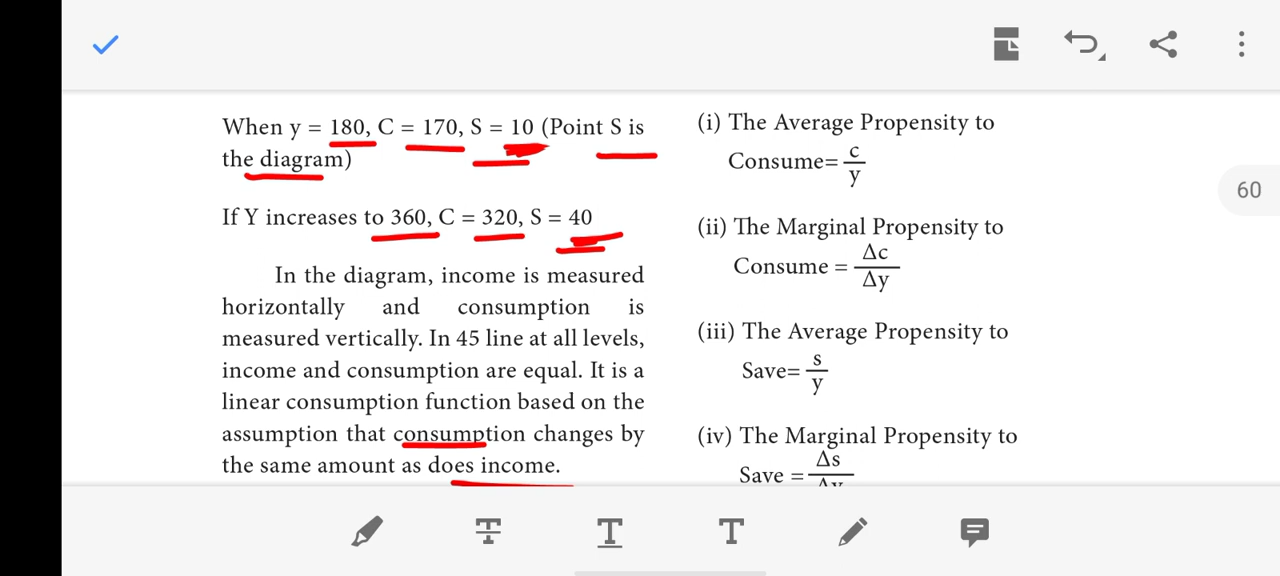 When y = 180, C = 170, S = 10 (Point S is
the diagram)
If Y increases to 360, C = 320, S = 40
In the diagram, income is measured
horizontally and consumption is
measured vertically. In 45 line at all levels,
income and consumption are equal. It is a
linear consumption function based on the
assumption that consumption changes by
the same amount as does income.
(i) The Average Propensity to
Consume= c/y
(ii) The Marginal Propensity to
Consume = Δc/Δy
(iii) The Average Propensity to
Save= s/y
(iv) The Marginal Propensity to
Save = Δs/Δy
60
T
T
T